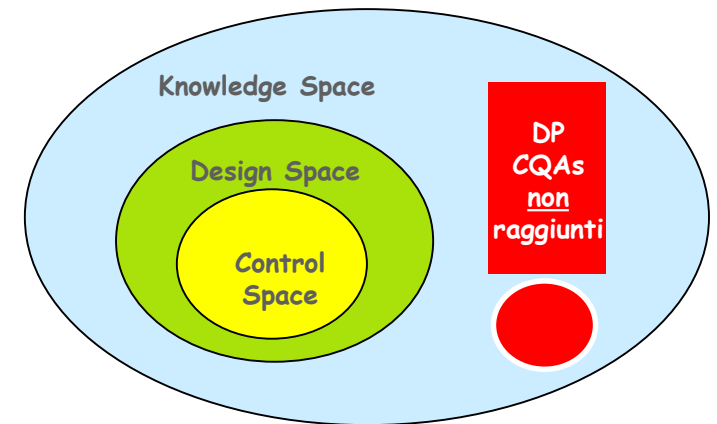 Knowledge Space
Design Space
Control
Space
DP
CQAs
non
raggiunti